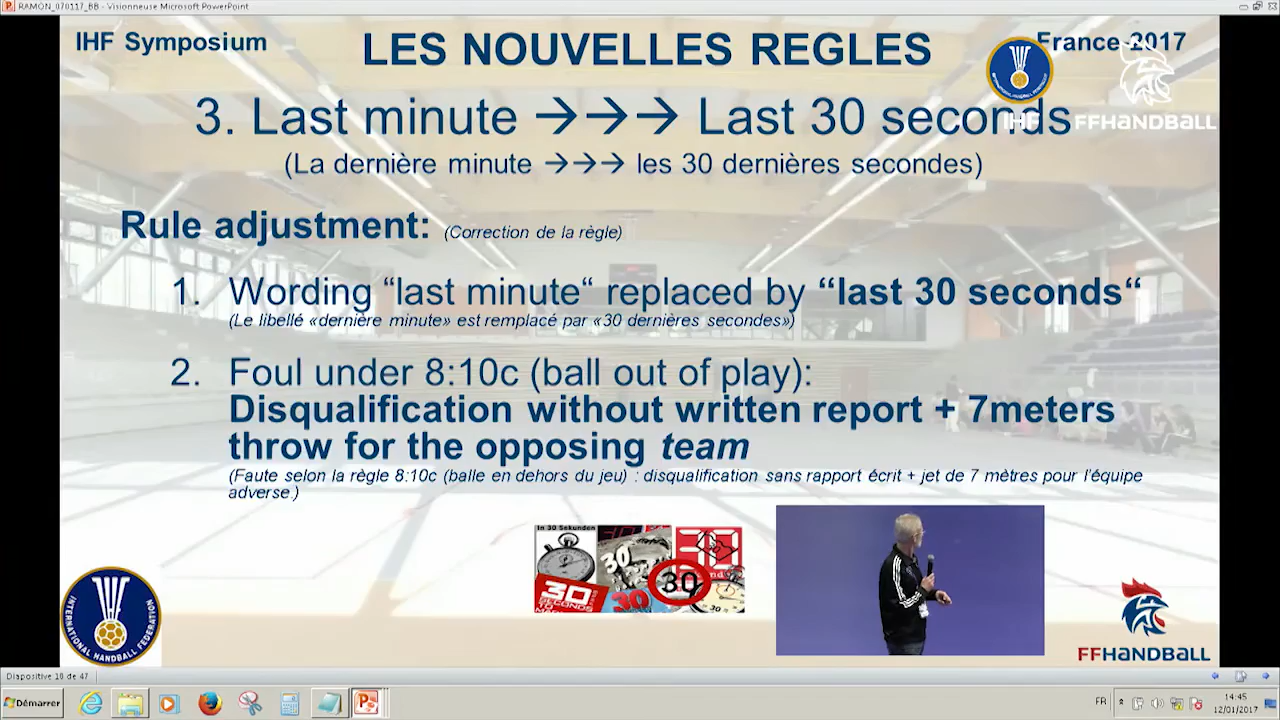 RAMON_070117_BB - Visionneuse Microsoft PowerPoint
IHF Symposium
LES NOUVELLES REGLES
France 2017
3. Last minute →→→ Last 30 seconds
IHF
FFHANDBALL
(La dernière minute →→→ les 30 dernières secondes)
Rule adjustment: (Correction de la règle)
1. Wording “last minute“ replaced by “last 30 seconds“
(Le libellé «dernière minute» est remplacé par «30 dernières secondes»)
2. Foul under 8:10c (ball out of play):
Disqualification without written report + 7meters
throw for the opposing team
(Faute selon la règle 8:10c (balle en dehors du jeu) : disqualification sans rapport écrit + jet de 7 mètres pour l'équipe
adverse.)
In 30 Sekunden
30
30
30
30
SECONDS
30
30
INTERNATIONAL HANDBALL FEDERATION
FFHANDBALL
Diapositive 18 de 47
Démarrer
FR
14:45
12/01/2017